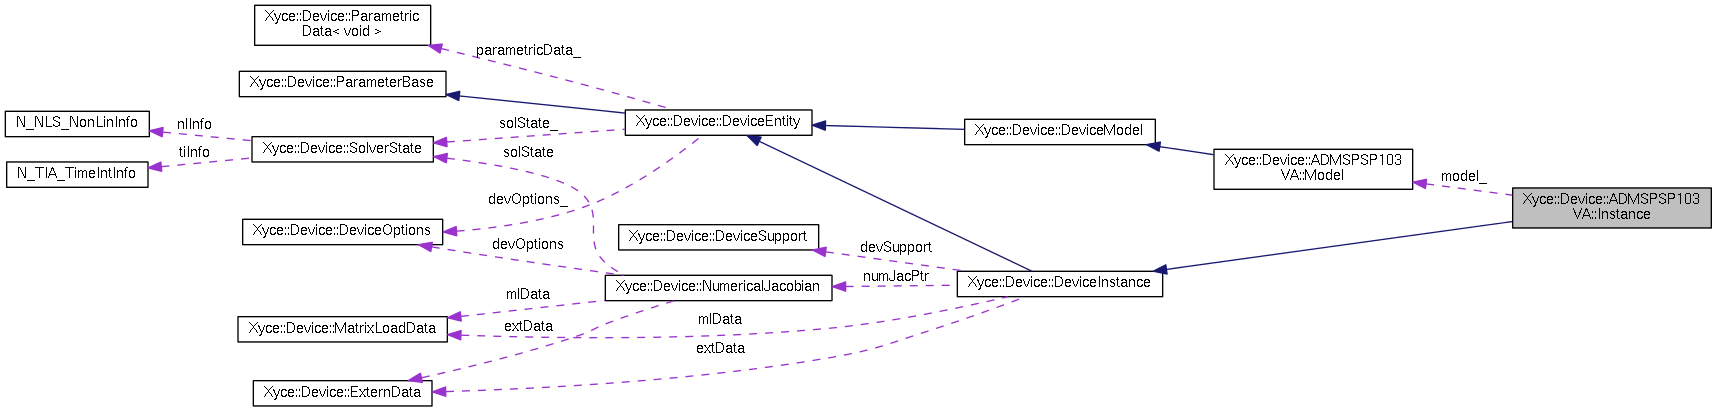 Xyce::Device::Parametric
Data< void >
parametricData_
Xyce::Device::ParameterBase
N_NLS_NonLinInfo
nlInfo
solState_
Xyce::Device::DeviceEntity
Xyce::Device::DeviceModel
Xyce::Device::SolverState
solState
tiInfo
N_TIA_TimeIntInfo
Xyce::Device::ADMSPSP103
VA::Model
model_
Xyce::Device::ADMSPSP103
VA::Instance
devOptions_
Xyce::Device::DeviceOptions
devOptions
Xyce::Device::DeviceSupport
devSupport
numJacPtr
Xyce::Device::NumericalJacobian
Xyce::Device::DeviceInstance
mlData
Xyce::Device::MatrixLoadData
extData
mlData
extData
Xyce::Device::ExternData